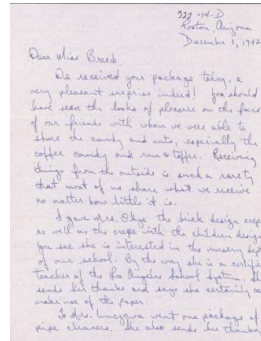 322-14-D
Poston, Arizona
December 1, 1942
Dear Miss Breed,
We received your package today, a
very pleasant surprise indeed! You should
have seen the looks of pleasure on the faces
of our friends with whom we were able to
share the candy and nuts, especially the
coffee candy and rum & toffee. Receiving
things from the outside is such a rarety
that most of us share what we receive
no matter how little it is.
I gave Mrs. the brick design crepe
as well as the crepe with the children design
you see she is interested in the nursery dept
of our school. By the way she is a certified
teacher of the Los Angeles School System. She
sends her thanks and says she certainly can
make use of the paper.
To Mrs. went one package of
pipe cleaners. She also sends her thanks